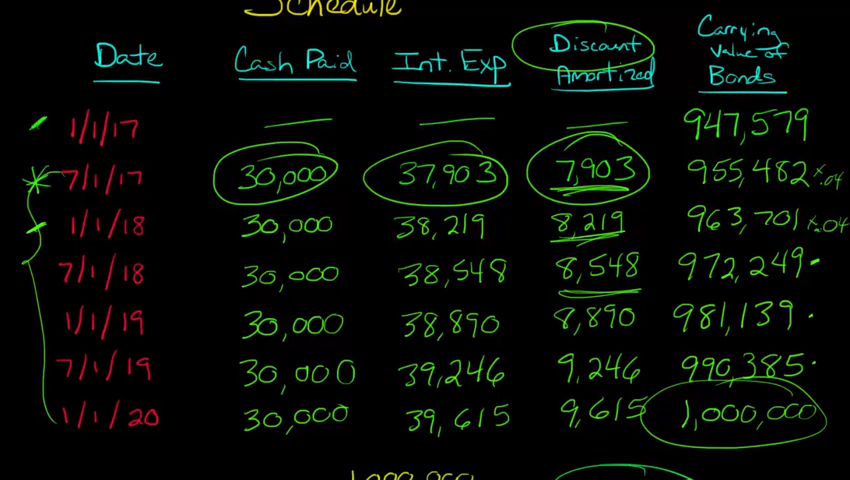 Schedule
Date Cash Paid Int. Exp Discount Amortized Carrying Value of Bonds
1/1/17 — — — 947,579
7/1/17 30,000 37,903 7,903 955,482 x.04
1/1/18 30,000 38,219 8,219 963,701 x.04
7/1/18 30,000 38,548 8,548 972,249
1/1/19 30,000 38,890 8,890 981,139
7/1/19 30,000 39,246 9,246 990,385
1/1/20 30,000 39,615 9,615 1,000,000